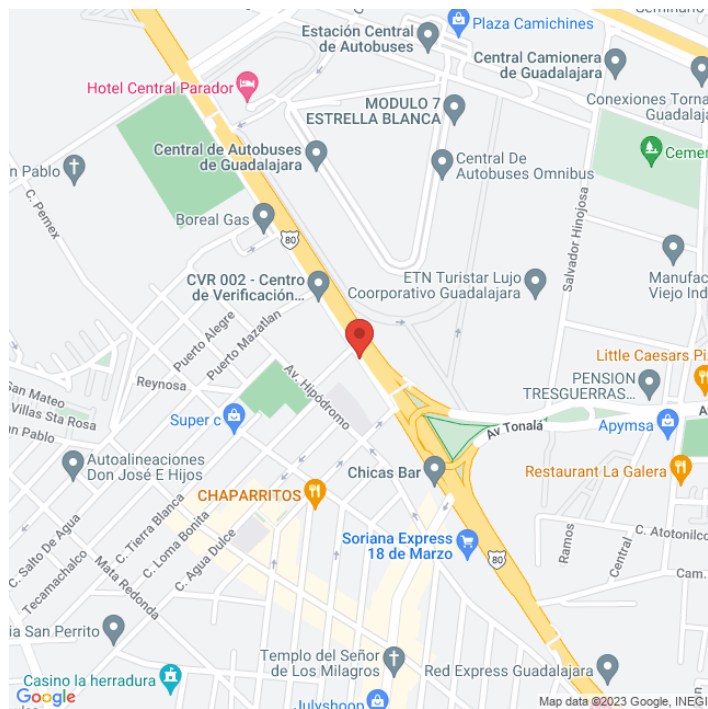 Seminario
Plaza Camichines
Estación Central
de Autobuses
Central Camionera
de Guadalajara
Hotel Central Parador
MODULO 7
ESTRELLA BLANCA
Conexiones Torna
Guadalaja
Central de Autobuses
de Guadalajara
Central De
Autobuses Omnibus
Ceme
n Pablo
C. Pemex
Boreal Gas
80
Salvador Hinojosa
CVR 002 - Centro
de Verificación...
ETN Turistar Lujo
Coorporativo Guadalajara
Manufac
Viejo Ind
Puerto Alegre
Puerto Mazatlan
Little Caesars Pi
Reynosa
Av. Hipódromo
PENSION
TRESGUERRAS...
San Mateo
Villas Sta Rosa
San Pablo
Super c
Av Tonalá
Apymsa
A
Autoalineaciones
Don José E Hijos
Chicas Bar
Restaurant La Galera
CHAPARRITOS
C. Tierra Blanca
C. Loma Bonita
C. Agua Dulce
C. Salto De Agua
Tecamachalco
Mata Redonda
Soriana Express
18 de Marzo
80
Ramos
Central
C. Atotonilco
Cam.
ia San Perrito
Casino la herradura
Templo del Señor
de Los Milagros
Red Express Guadalajara
Julyshoop
Google
Map data ©2023 Google, INEGI